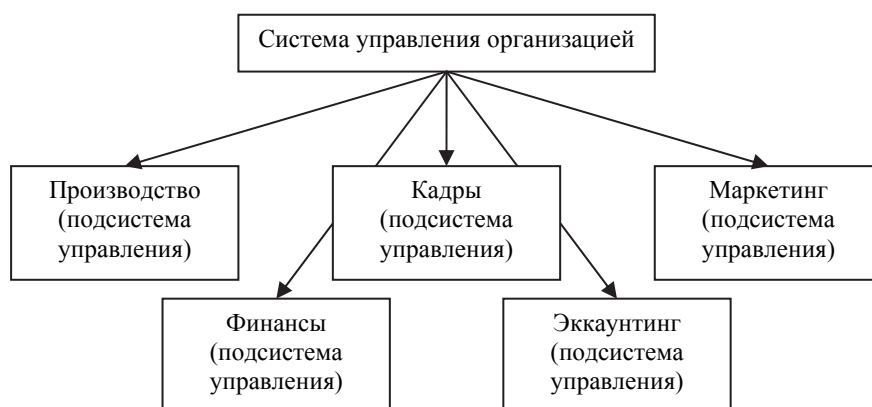 Система управления организацией
Производство
(подсистема
управления)
Кадры
(подсистема
управления)
Маркетинг
(подсистема
управления)
Финансы
(подсистема
управления)
Эккаунтинг
(подсистема
управления)